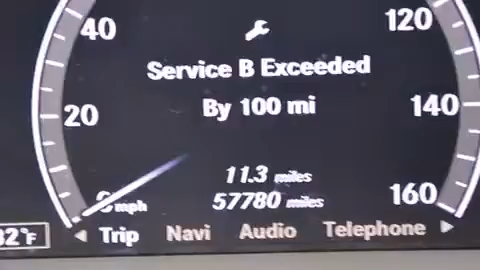 40
120
Service B Exceeded
By 100 mi
20
140
11.3 miles
57780 miles
mph
160
Trip Navi Audio Telephone